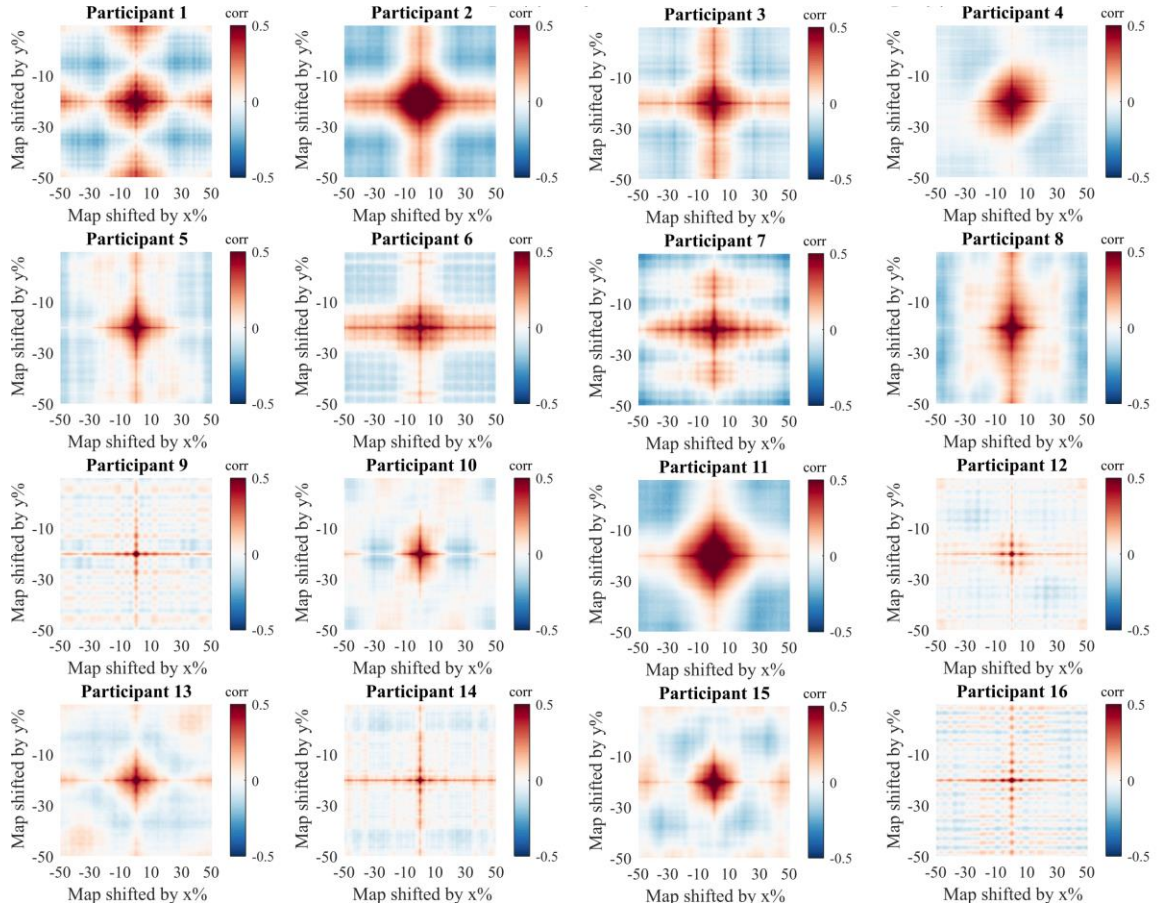 Participant 1
corr
Map shifted by y%
-10
-30
-50
0.5
0
-0.5
-50 -30 -10 10 30 50
Map shifted by x%
Participant 2
corr
Map shifted by y%
-10
-30
-50
0.5
0
-0.5
-50 -30 -10 10 30 50
Map shifted by x%
Participant 3
corr
Map shifted by y%
-10
-30
-50
0.5
0
-0.5
-50 -30 -10 10 30 50
Map shifted by x%
Participant 4
corr
Map shifted by y%
-10
-30
-50
0.5
0
-0.5
-50 -30 -10 10 30 50
Map shifted by x%
Participant 5
corr
Map shifted by y%
-10
-30
-50
0.5
0
-0.5
-50 -30 -10 10 30 50
Map shifted by x%
Participant 6
corr
Map shifted by y%
-10
-30
-50
0.5
0
-0.5
-50 -30 -10 10 30 50
Map shifted by x%
Participant 7
corr
Map shifted by y%
-10
-30
-50
0.5
0
-0.5
-50 -30 -10 10 30 50
Map shifted by x%
Participant 8
corr
Map shifted by y%
-10
-30
-50
0.5
0
-0.5
-50 -30 -10 10 30 50
Map shifted by x%
Participant 9
corr
Map shifted by y%
-10
-30
-50
0.5
0
-0.5
-50 -30 -10 10 30 50
Map shifted by x%
Participant 10
corr
Map shifted by y%
-10
-30
-50
0.5
0
-0.5
-50 -30 -10 10 30 50
Map shifted by x%
Participant 11
corr
Map shifted by y%
-10
-30
-50
0.5
0
-0.5
-50 -30 -10 10 30 50
Map shifted by x%
Participant 12
corr
Map shifted by y%
-10
-30
-50
0.5
0
-0.5
-50 -30 -10 10 30 50
Map shifted by x%
Participant 13
corr
Map shifted by y%
-10
-30
-50
0.5
0
-0.5
-50 -30 -10 10 30 50
Map shifted by x%
Participant 14
corr
Map shifted by y%
-10
-30
-50
0.5
0
-0.5
-50 -30 -10 10 30 50
Map shifted by x%
Participant 15
corr
Map shifted by y%
-10
-30
-50
0.5
0
-0.5
-50 -30 -10 10 30 50
Map shifted by x%
Participant 16
corr
Map shifted by y%
-10
-30
-50
0.5
0
-0.5
-50 -30 -10 10 30 50
Map shifted by x%